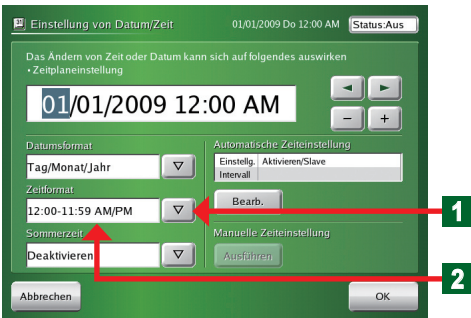 31 Einstellung von Datum/Zeit 01/01/2009 Do 12:00 AM Status:Aus
Das Ändern von Zeit oder Datum kann sich auf folgendes auswirken
• Zeitplaneinstellung
01/01/2009 12:00 AM
◄ ►
− +
Datumsformat
Tag/Monat/Jahr ▽
Zeitformat
12:00-11:59 AM/PM ▽
Sommerzeit
Deaktivieren ▽
Automatische Zeiteinstellung
Einstellg. Aktivieren/Slave
Intervall
Bearb.
Manuelle Zeiteinstellung
Ausführen
1
2
Abbrechen OK